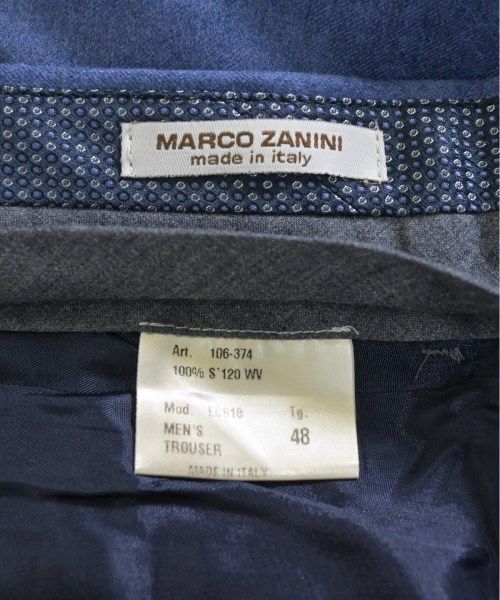 MARCO ZANINI
made in italy
Art. 106-374
100% S'120 WV
Mod. Tg.
MEN'S 48
TROUSER
MADE IN ITALY